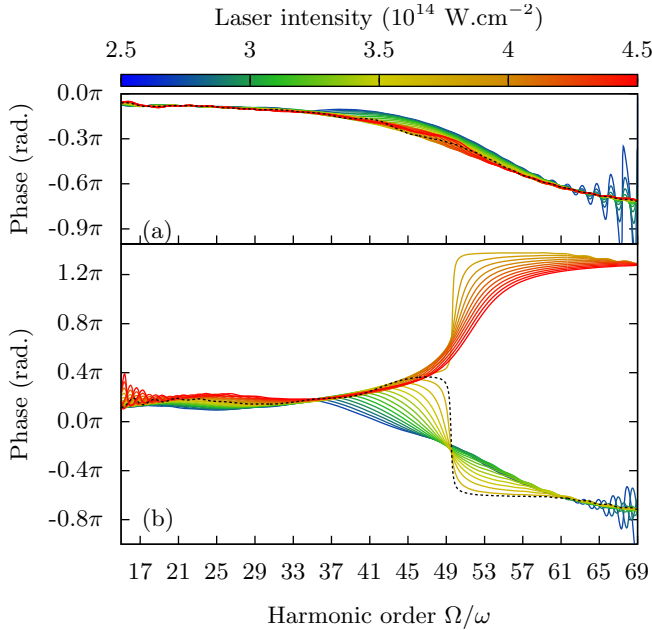 Laser intensity (10^14 W.cm^−2)
2.5 3 3.5 4 4.5
0.0π
-0.3π
-0.6π
-0.9π
Phase (rad.)
(a)
1.2π
0.8π
0.4π
0.0π
-0.4π
-0.8π
Phase (rad.)
(b)
17 21 25 29 33 37 41 45 49 53 57 61 65 69
Harmonic order Ω/ω